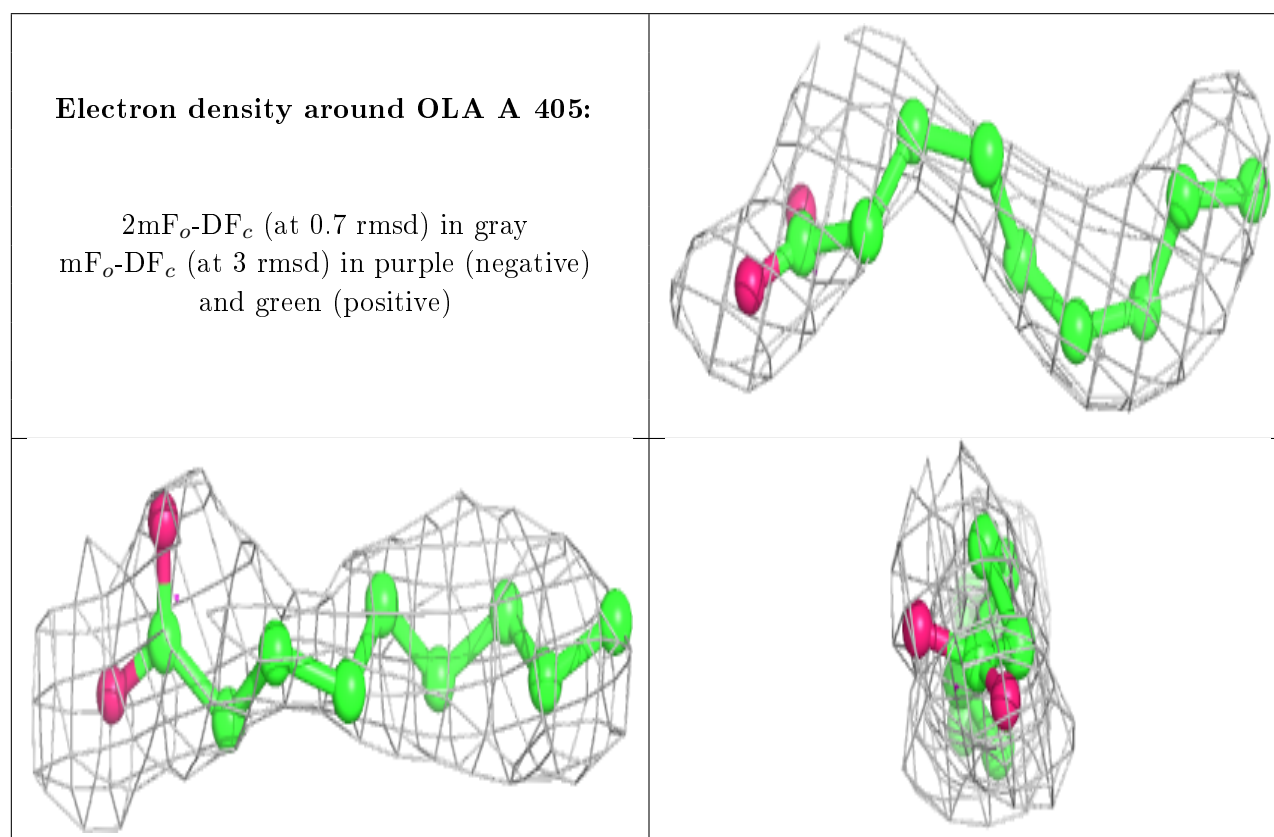 Electron density around OLA A 405:
2mFo-DFc (at 0.7 rmsd) in gray
mFo-DFc (at 3 rmsd) in purple (negative)
and green (positive)